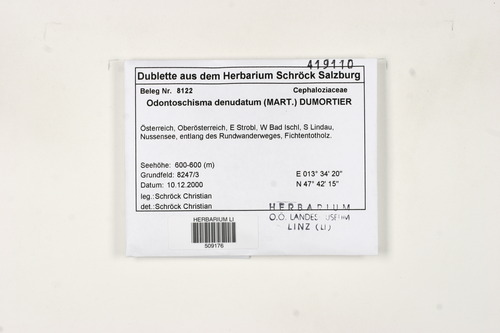 419110
Dublette aus dem Herbarium Schröck Salzburg
Beleg Nr. 8122 Cephaloziaceae
Odontoschisma denudatum (MART.) DUMORTIER
Österreich, Oberösterreich, E Strobl, W Bad Ischl, S Lindau,
Nussensee, entlang des Rundwanderweges, Fichtentotholz.
Seehöhe: 600-600 (m) E 013° 34' 20"
Grundfeld: 8247/3 N 47° 42' 15"
Datum: 10.12.2000
leg.:Schröck Christian
det.:Schröck Christian
HERBARIUM
O.Ö. LANDESMUSEUM
LINZ (LI)
HERBARIUM LI
509176